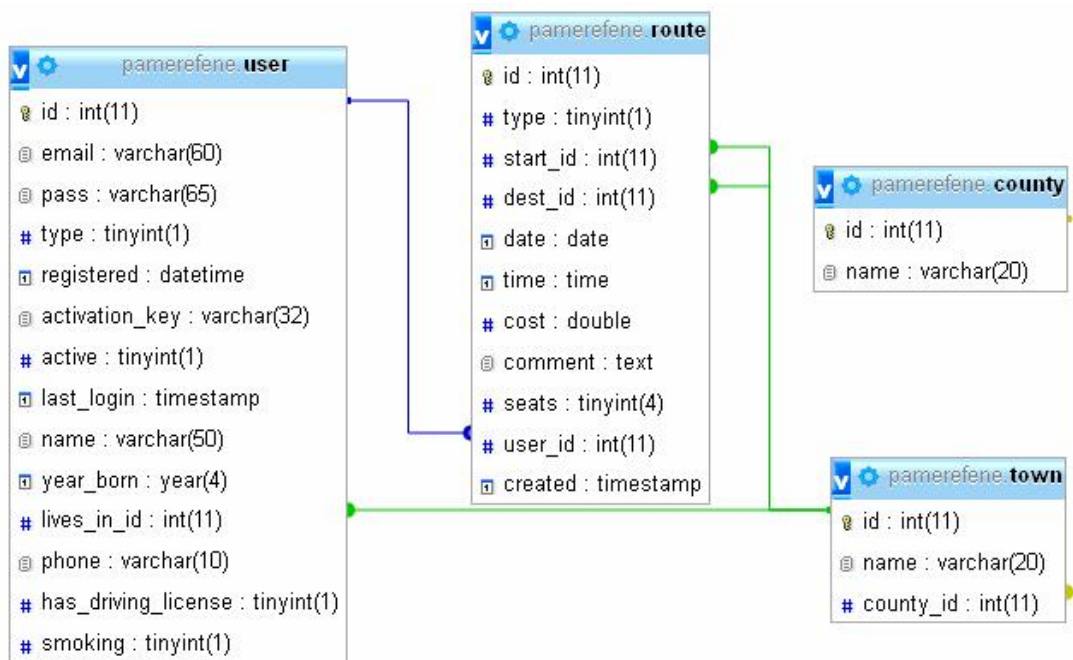 pamerefene.user
id : int(11)
email : varchar(60)
pass : varchar(65)
type : tinyint(1)
registered : datetime
activation_key : varchar(32)
active : tinyint(1)
last_login : timestamp
name : varchar(50)
year_born : year(4)
lives_in_id : int(11)
phone : varchar(10)
has_driving_license : tinyint(1)
smoking : tinyint(1)
pamerefene.route
id : int(11)
type : tinyint(1)
start_id : int(11)
dest_id : int(11)
date : date
time : time
cost : double
comment : text
seats : tinyint(4)
user_id : int(11)
created : timestamp
pamerefene.county
id : int(11)
name : varchar(20)
pamerefene.town
id : int(11)
name : varchar(20)
county_id : int(11)